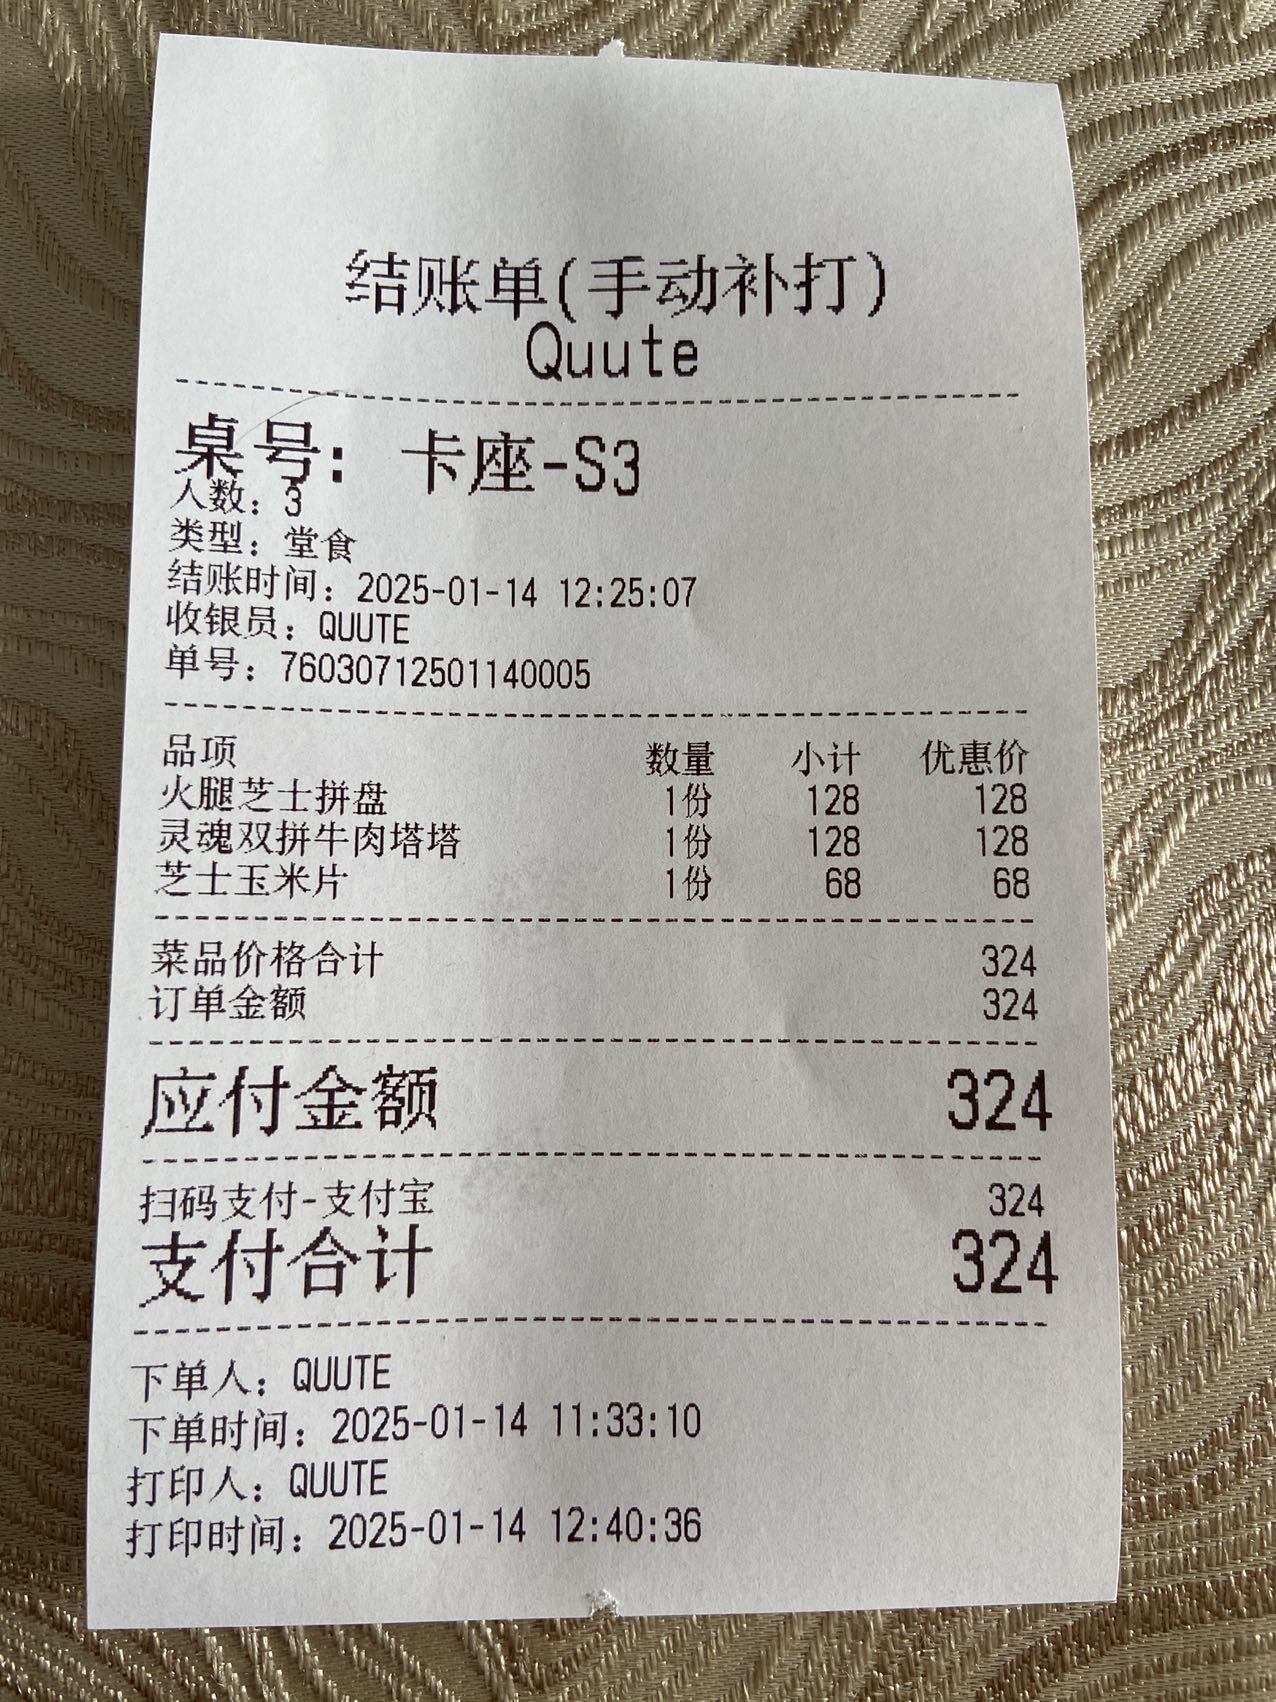 结账单(手动补打)
Quute
桌号: 卡座-S3
人数: 3
类型: 堂食
结账时间: 2025-01-14 12:25:07
收银员: QUUTE
单号: 76030712501140005
品项 数量 小计 优惠价
火腿芝士拼盘 1份 128 128
灵魂双拼牛肉塔塔 1份 128 128
芝士玉米片 1份 68 68
菜品价格合计 324
订单金额 324
应付金额 324
扫码支付-支付宝 324
支付合计 324
下单人: QUUTE
下单时间: 2025-01-14 11:33:10
打印人: QUUTE
打印时间: 2025-01-14 12:40:36